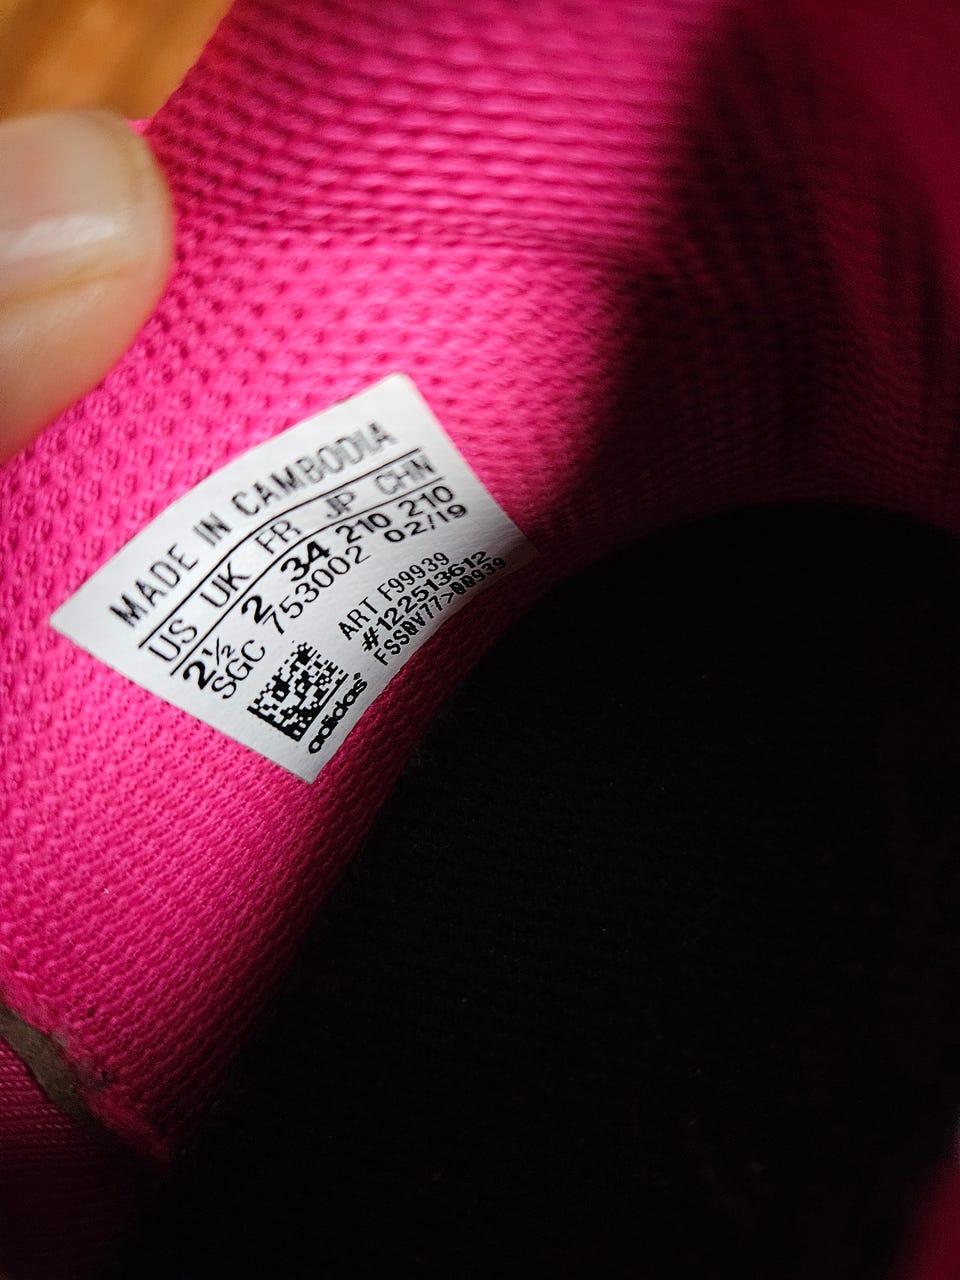 MADE IN CAMBODIA
US UK FR JP CHN
2½ 2 34 210 210
SGC 753002 02/19
ART F99939
#122513612
FSSQV77>00939
adidas®